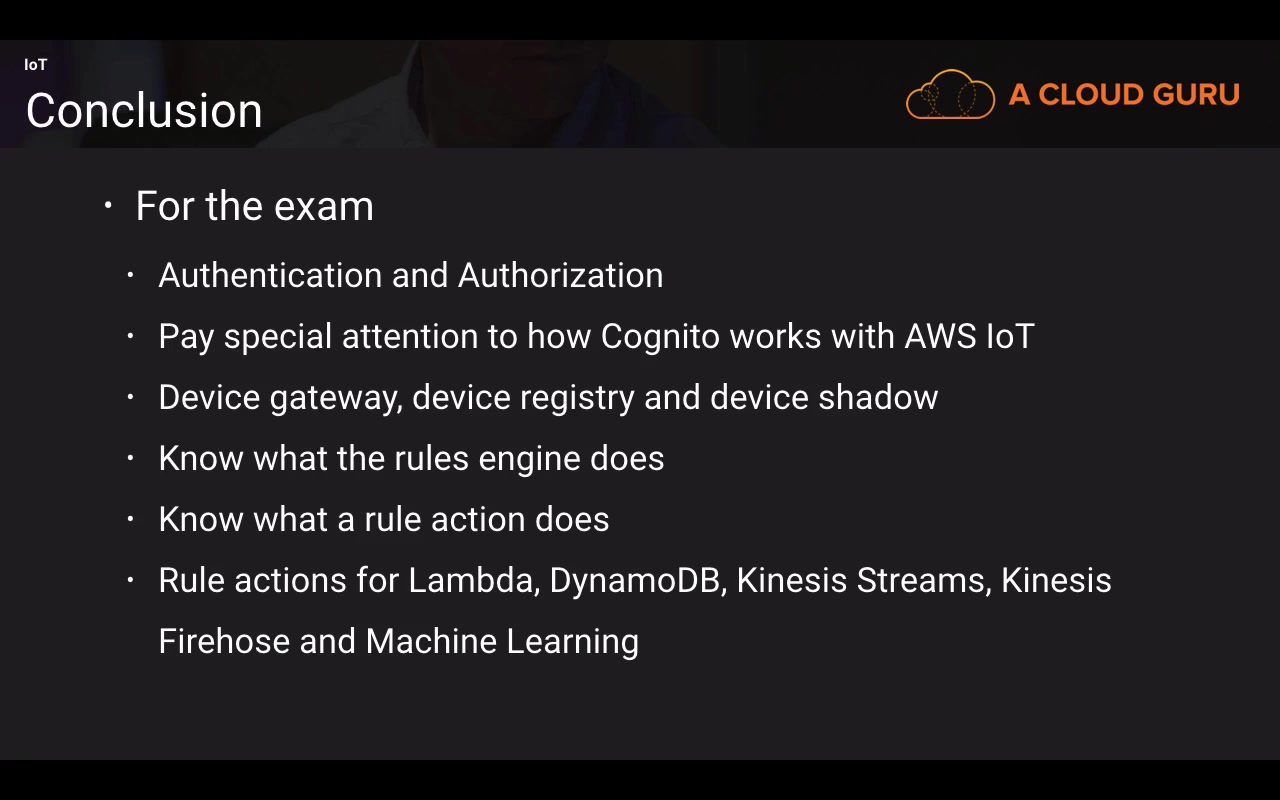 IoT
Conclusion
A CLOUD GURU
• For the exam
• Authentication and Authorization
• Pay special attention to how Cognito works with AWS IoT
• Device gateway, device registry and device shadow
• Know what the rules engine does
• Know what a rule action does
• Rule actions for Lambda, DynamoDB, Kinesis Streams, Kinesis
Firehose and Machine Learning